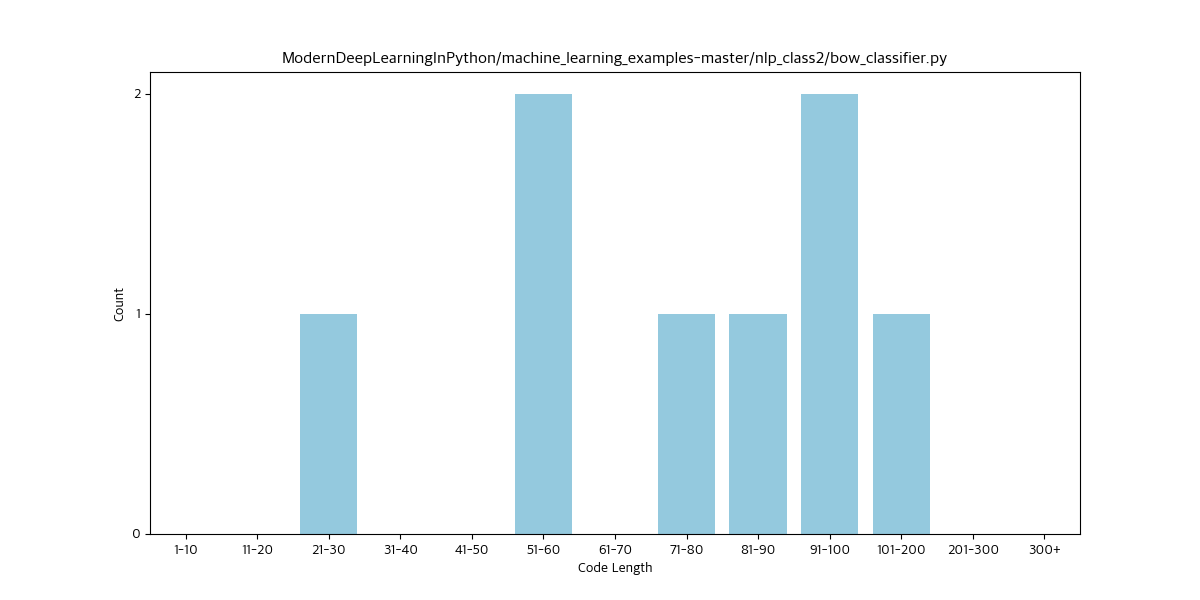 ModernDeepLearningInPython/machine_learning_examples-master/nlp_class2/bow_classifier.py
2
1
0
Count
1-10 11-20 21-30 31-40 41-50 51-60 61-70 71-80 81-90 91-100 101-200 201-300 300+
Code Length